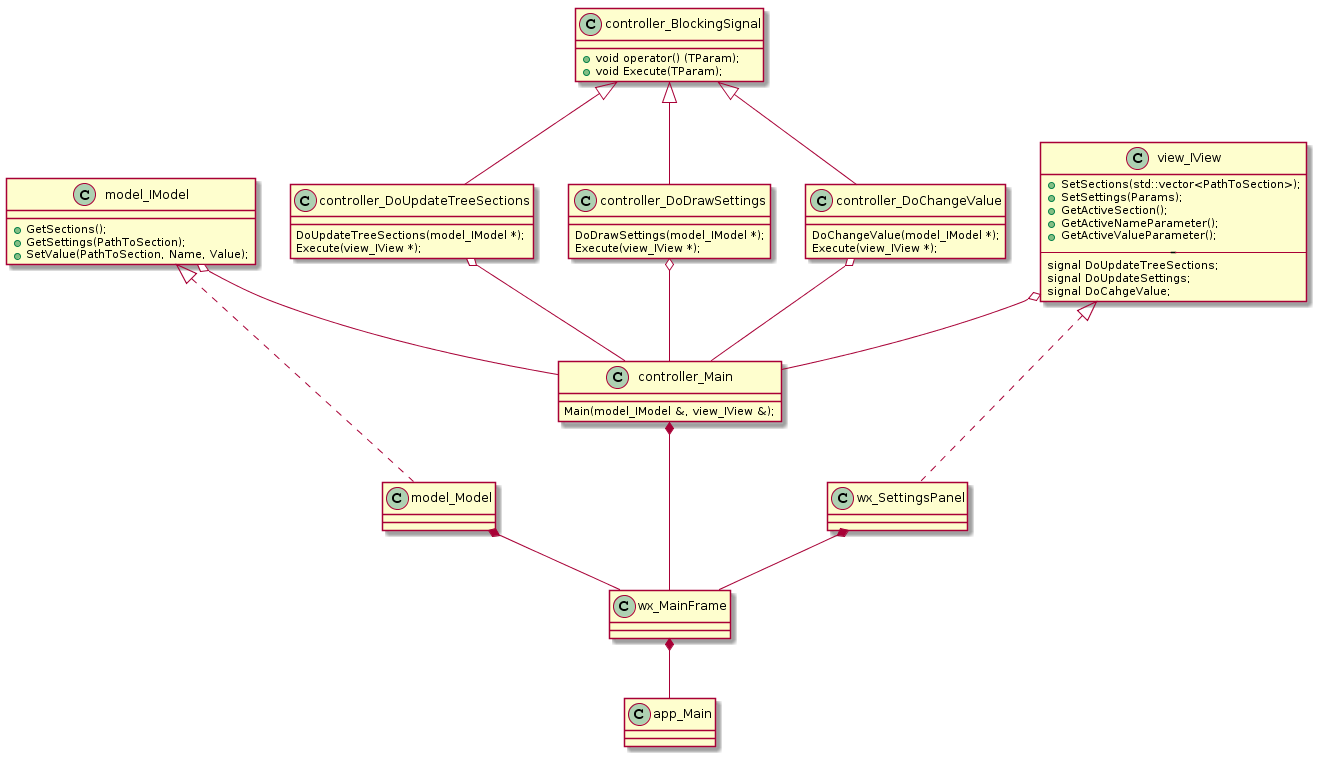 C controller_BlockingSignal
void operator() (TParam);
void Execute(TParam);
C model_IModel
GetSections();
GetSettings(PathToSection);
SetValue(PathToSection, Name, Value);
C controller_DoUpdateTreeSections
DoUpdateTreeSections(model_IModel *);
Execute(view_IView *);
C controller_DoDrawSettings
DoDrawSettings(model_IModel *);
Execute(view_IView *);
C controller_DoChangeValue
DoChangeValue(model_IModel *);
Execute(view_IView *);
C view_IView
SetSections(std::vector<PathToSection>);
SetSettings(Params);
GetActiveSection();
GetActiveNameParameter();
GetActiveValueParameter();
signal DoUpdateTreeSections;
signal DoUpdateSettings;
signal DoCahgeValue;
C controller_Main
Main(model_IModel &, view_IView &);
C model_Model
C wx_SettingsPanel
C wx_MainFrame
C app_Main